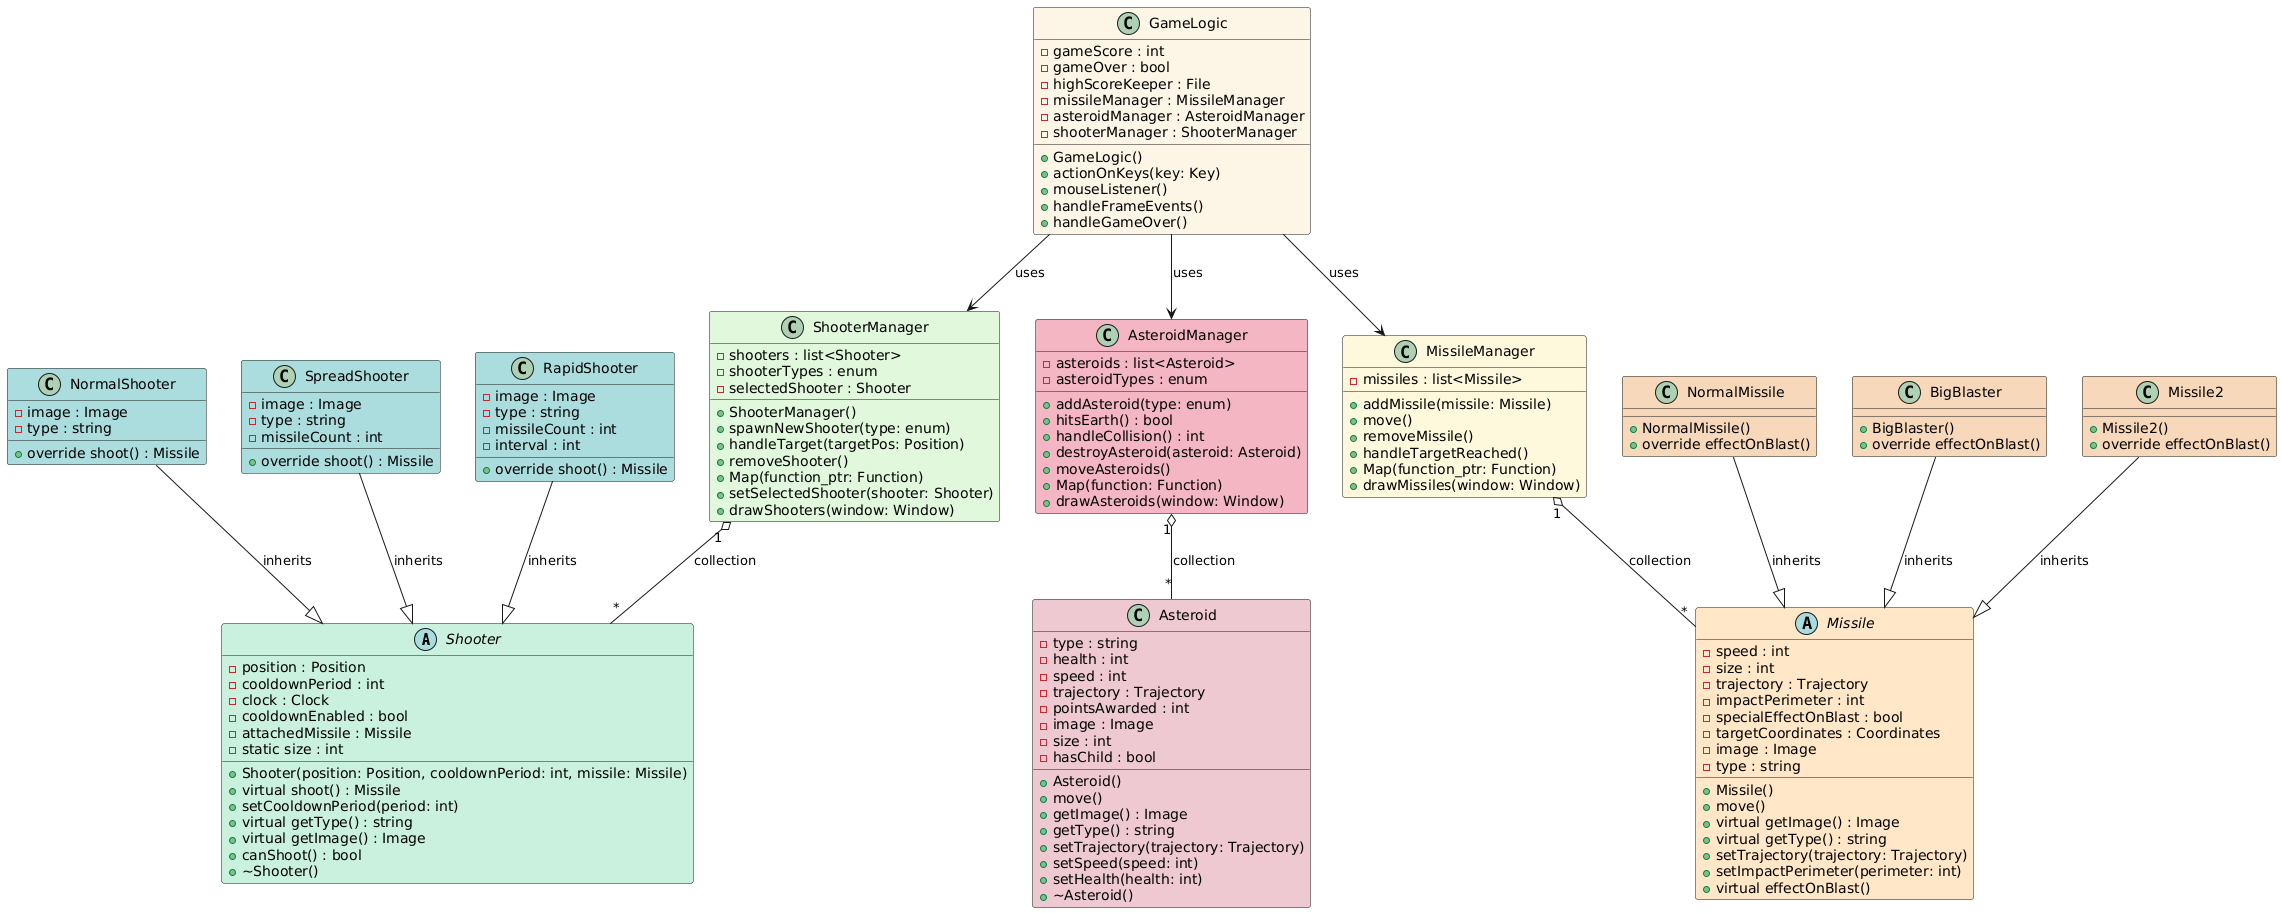 C GameLogic
gameScore : int
gameOver : bool
highScoreKeeper : File
missileManager : MissileManager
asteroidManager : AsteroidManager
shooterManager : ShooterManager
GameLogic()
actionOnKeys(key: Key)
mouseListener()
handleFrameEvents()
handleGameOver()
uses
uses
uses
C NormalShooter
image : Image
type : string
override shoot() : Missile
C SpreadShooter
image : Image
type : string
missileCount : int
override shoot() : Missile
C RapidShooter
image : Image
type : string
missileCount : int
interval : int
override shoot() : Missile
C ShooterManager
shooters : list<Shooter>
shooterTypes : enum
selectedShooter : Shooter
ShooterManager()
spawnNewShooter(type: enum)
handleTarget(targetPos: Position)
removeShooter()
Map(function_ptr: Function)
setSelectedShooter(shooter: Shooter)
drawShooters(window: Window)
C AsteroidManager
asteroids : list<Asteroid>
asteroidTypes : enum
addAsteroid(type: enum)
hitsEarth() : bool
handleCollision() : int
destroyAsteroid(asteroid: Asteroid)
moveAsteroids()
Map(function: Function)
drawAsteroids(window: Window)
C MissileManager
missiles : list<Missile>
addMissile(missile: Missile)
move()
removeMissile()
handleTargetReached()
Map(function_ptr: Function)
drawMissiles(window: Window)
C NormalMissile
NormalMissile()
override effectOnBlast()
C BigBlaster
BigBlaster()
override effectOnBlast()
C Missile2
Missile2()
override effectOnBlast()
inherits
inherits
inherits
1
collection
*
1
collection
*
1
collection
*
inherits
inherits
inherits
A Shooter
position : Position
cooldownPeriod : int
clock : Clock
cooldownEnabled : bool
attachedMissile : Missile
static size : int
Shooter(position: Position, cooldownPeriod: int, missile: Missile)
virtual shoot() : Missile
setCooldownPeriod(period: int)
virtual getType() : string
virtual getImage() : Image
canShoot() : bool
~Shooter()
C Asteroid
type : string
health : int
speed : int
trajectory : Trajectory
pointsAwarded : int
image : Image
size : int
hasChild : bool
Asteroid()
move()
getImage() : Image
getType() : string
setTrajectory(trajectory: Trajectory)
setSpeed(speed: int)
setHealth(health: int)
~Asteroid()
A Missile
speed : int
size : int
trajectory : Trajectory
impactPerimeter : int
specialEffectOnBlast : bool
targetCoordinates : Coordinates
image : Image
type : string
Missile()
move()
virtual getImage() : Image
virtual getType() : string
setTrajectory(trajectory: Trajectory)
setImpactPerimeter(perimeter: int)
virtual effectOnBlast()